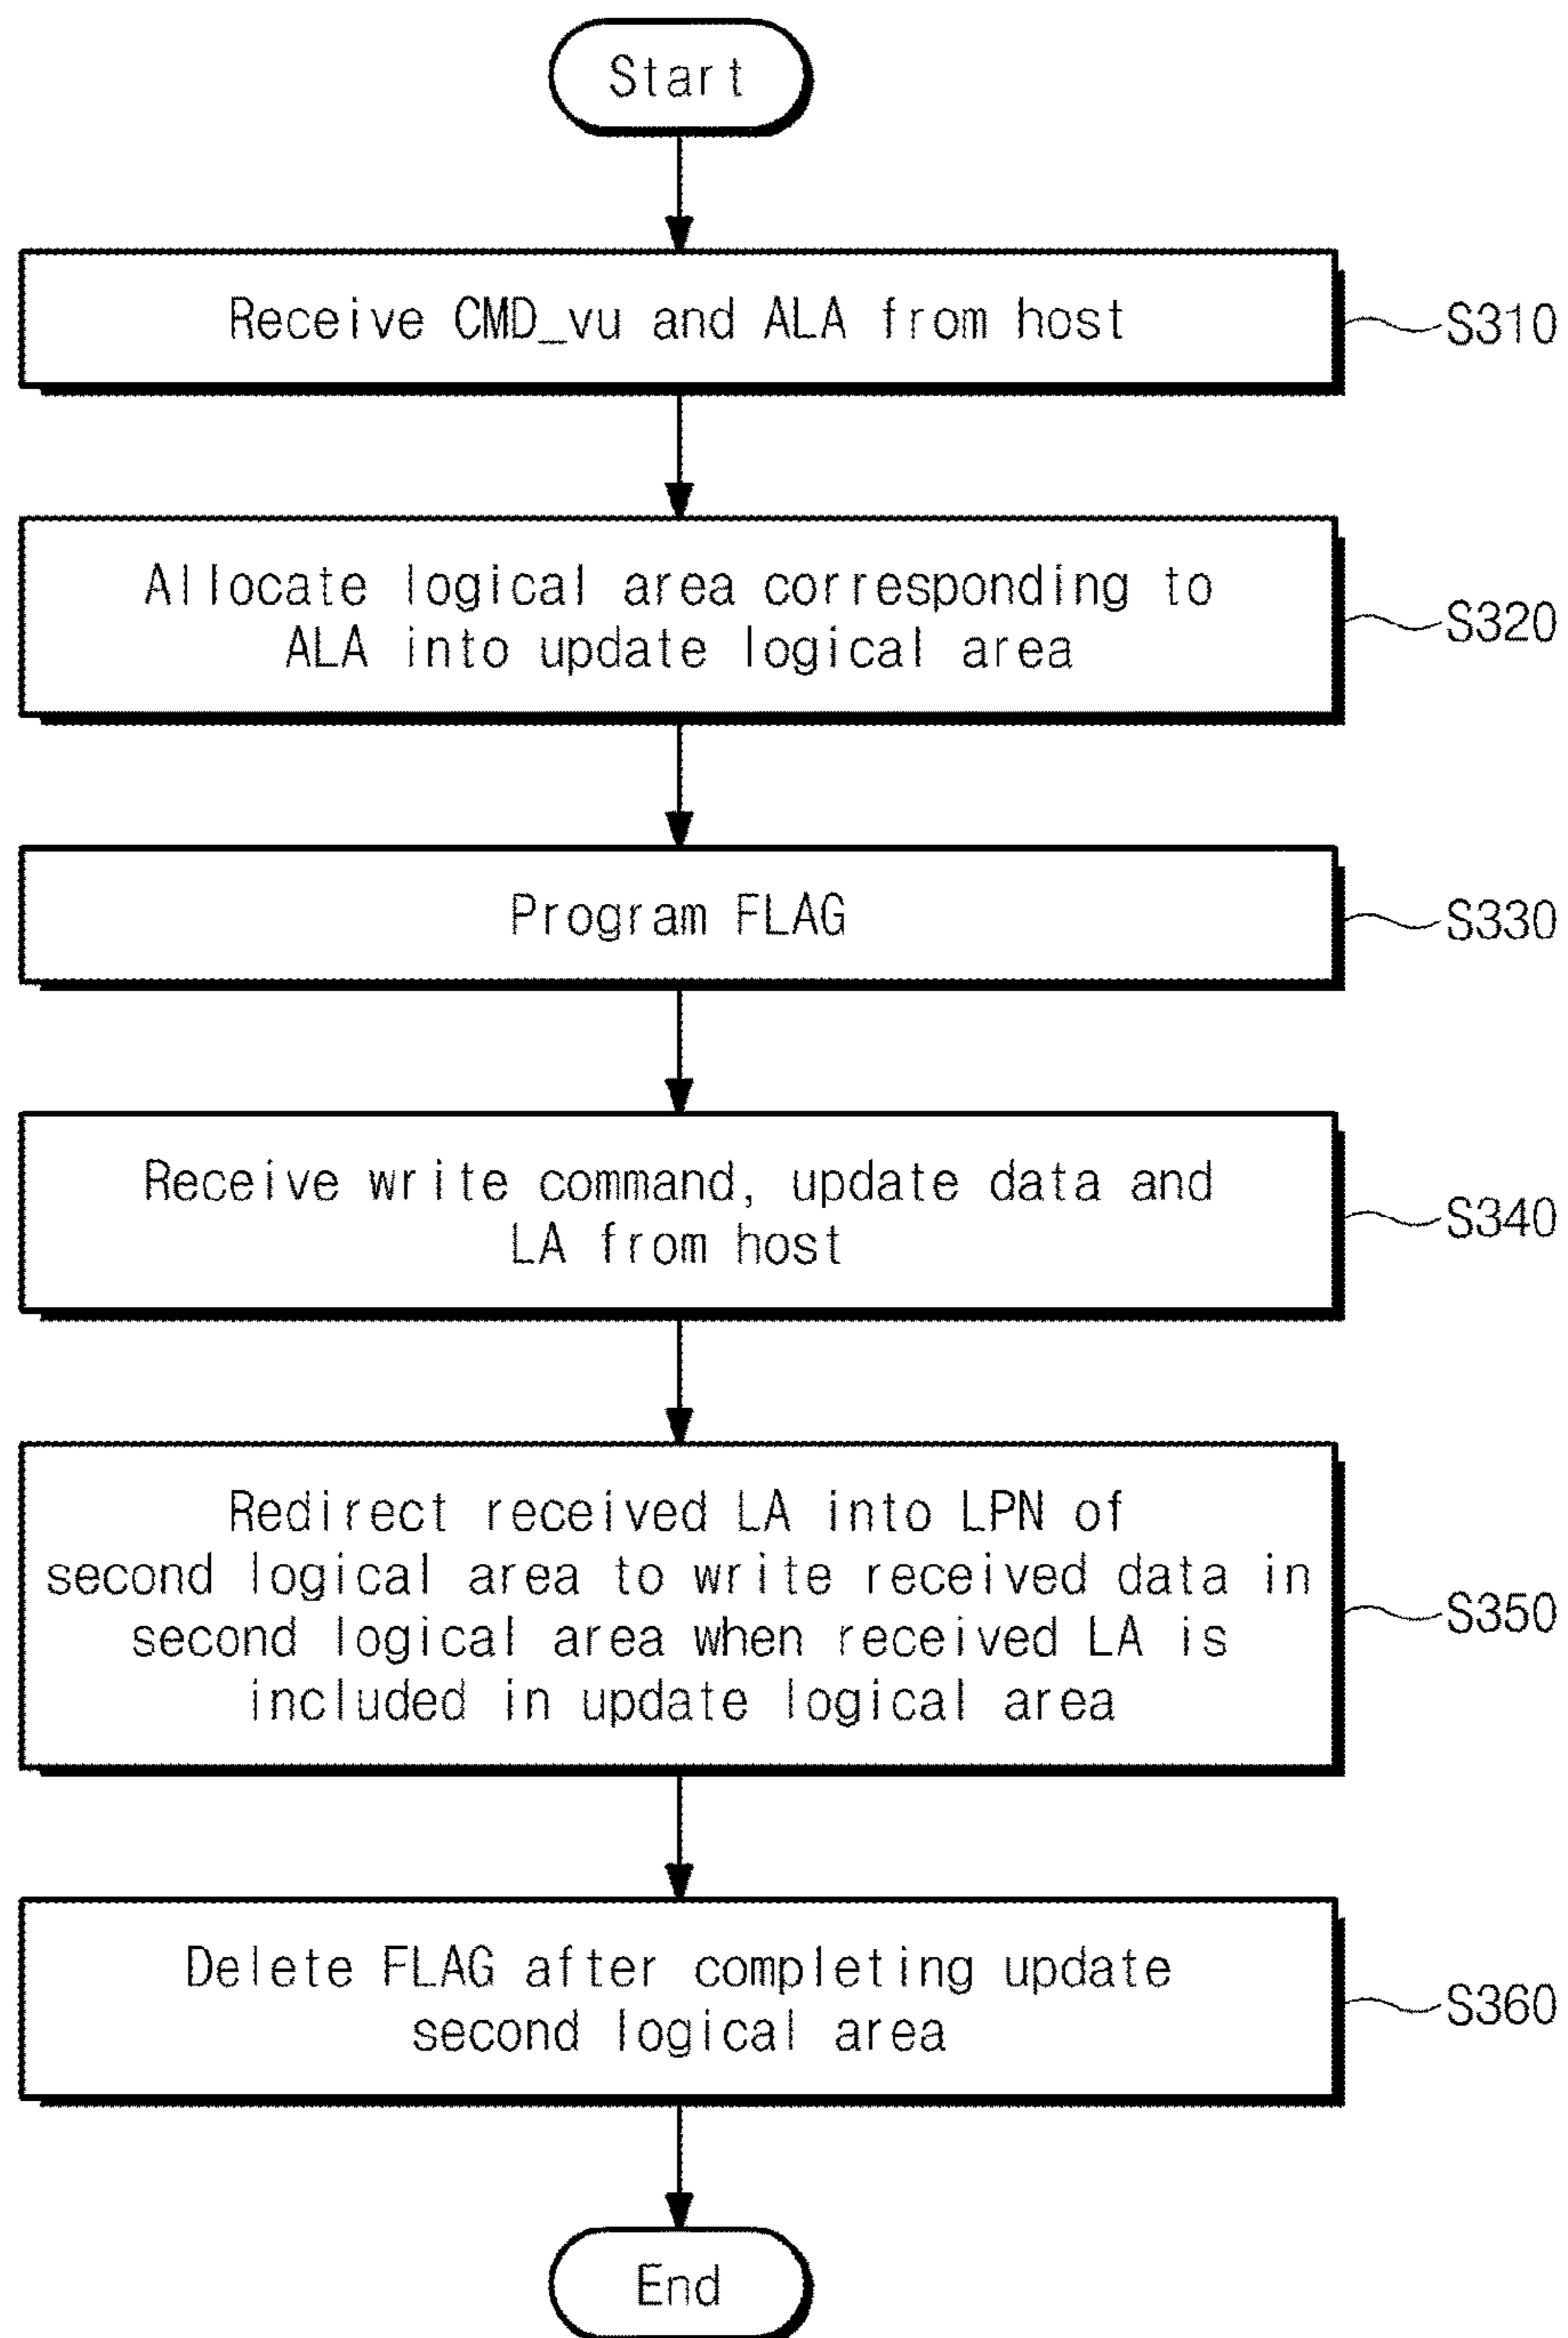 Start
Receive CMD_vu and ALA from host
S310
Allocate logical area corresponding to
ALA into update logical area
S320
Program FLAG
S330
Receive write command, update data and
LA from host
S340
Redirect received LA into LPN of
second logical area to write received data in
second logical area when received LA is
included in update logical area
S350
Delete FLAG after completing update
second logical area
S360
End